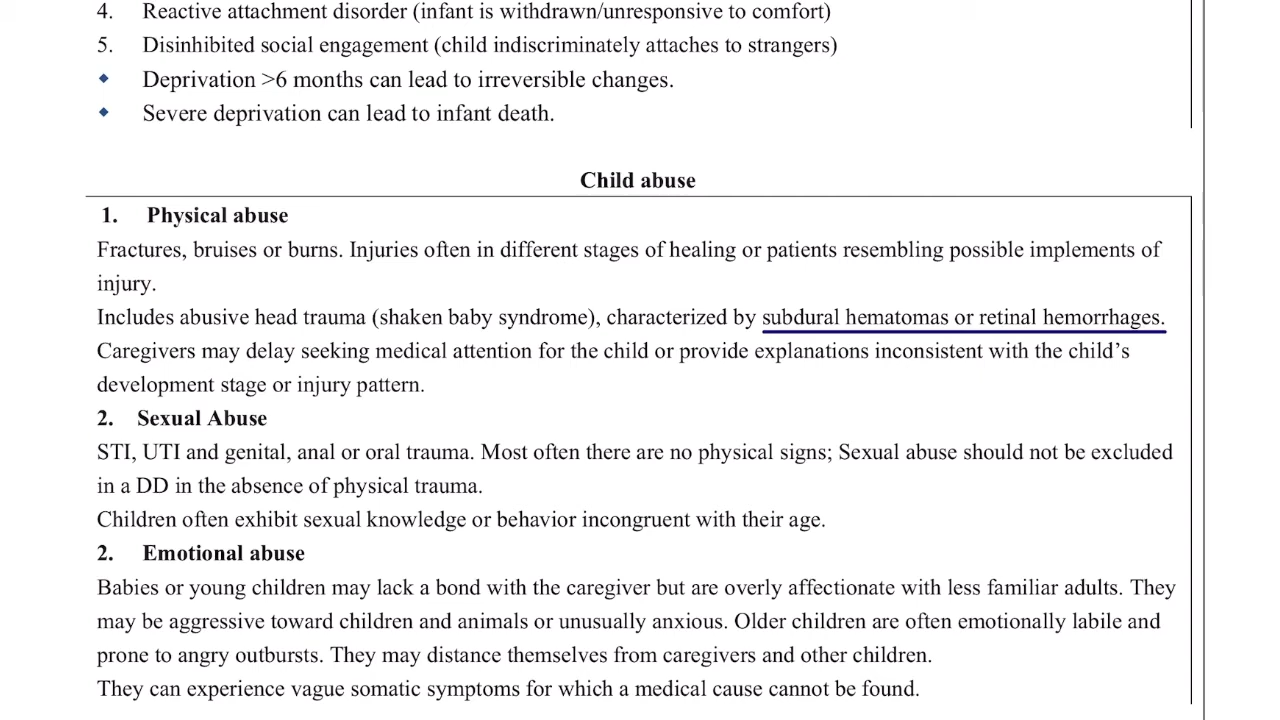 4. Reactive attachment disorder (infant is withdrawn/unresponsive to comfort)
5. Disinhibited social engagement (child indiscriminately attaches to strangers)
◆ Deprivation >6 months can lead to irreversible changes.
◆ Severe deprivation can lead to infant death.
Child abuse
1. Physical abuse
Fractures, bruises or burns. Injuries often in different stages of healing or patients resembling possible implements of
injury.
Includes abusive head trauma (shaken baby syndrome), characterized by subdural hematomas or retinal hemorrhages.
Caregivers may delay seeking medical attention for the child or provide explanations inconsistent with the child’s
development stage or injury pattern.
2. Sexual Abuse
STI, UTI and genital, anal or oral trauma. Most often there are no physical signs; Sexual abuse should not be excluded
in a DD in the absence of physical trauma.
Children often exhibit sexual knowledge or behavior incongruent with their age.
2. Emotional abuse
Babies or young children may lack a bond with the caregiver but are overly affectionate with less familiar adults. They
may be aggressive toward children and animals or unusually anxious. Older children are often emotionally labile and
prone to angry outbursts. They may distance themselves from caregivers and other children.
They can experience vague somatic symptoms for which a medical cause cannot be found.